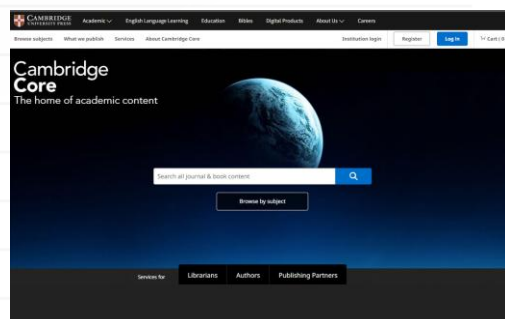 CAMBRIDGE UNIVERSITY PRESS Academic English Language Learning Education Bibles Digital Products About Us Careers
Browse subjects What we publish Services About Cambridge Core Institution login Register Log in Cart (0
Cambridge
Core
The home of academic content
Search all journal & book content
Browse by subject
Services for Librarians Authors Publishing Partners